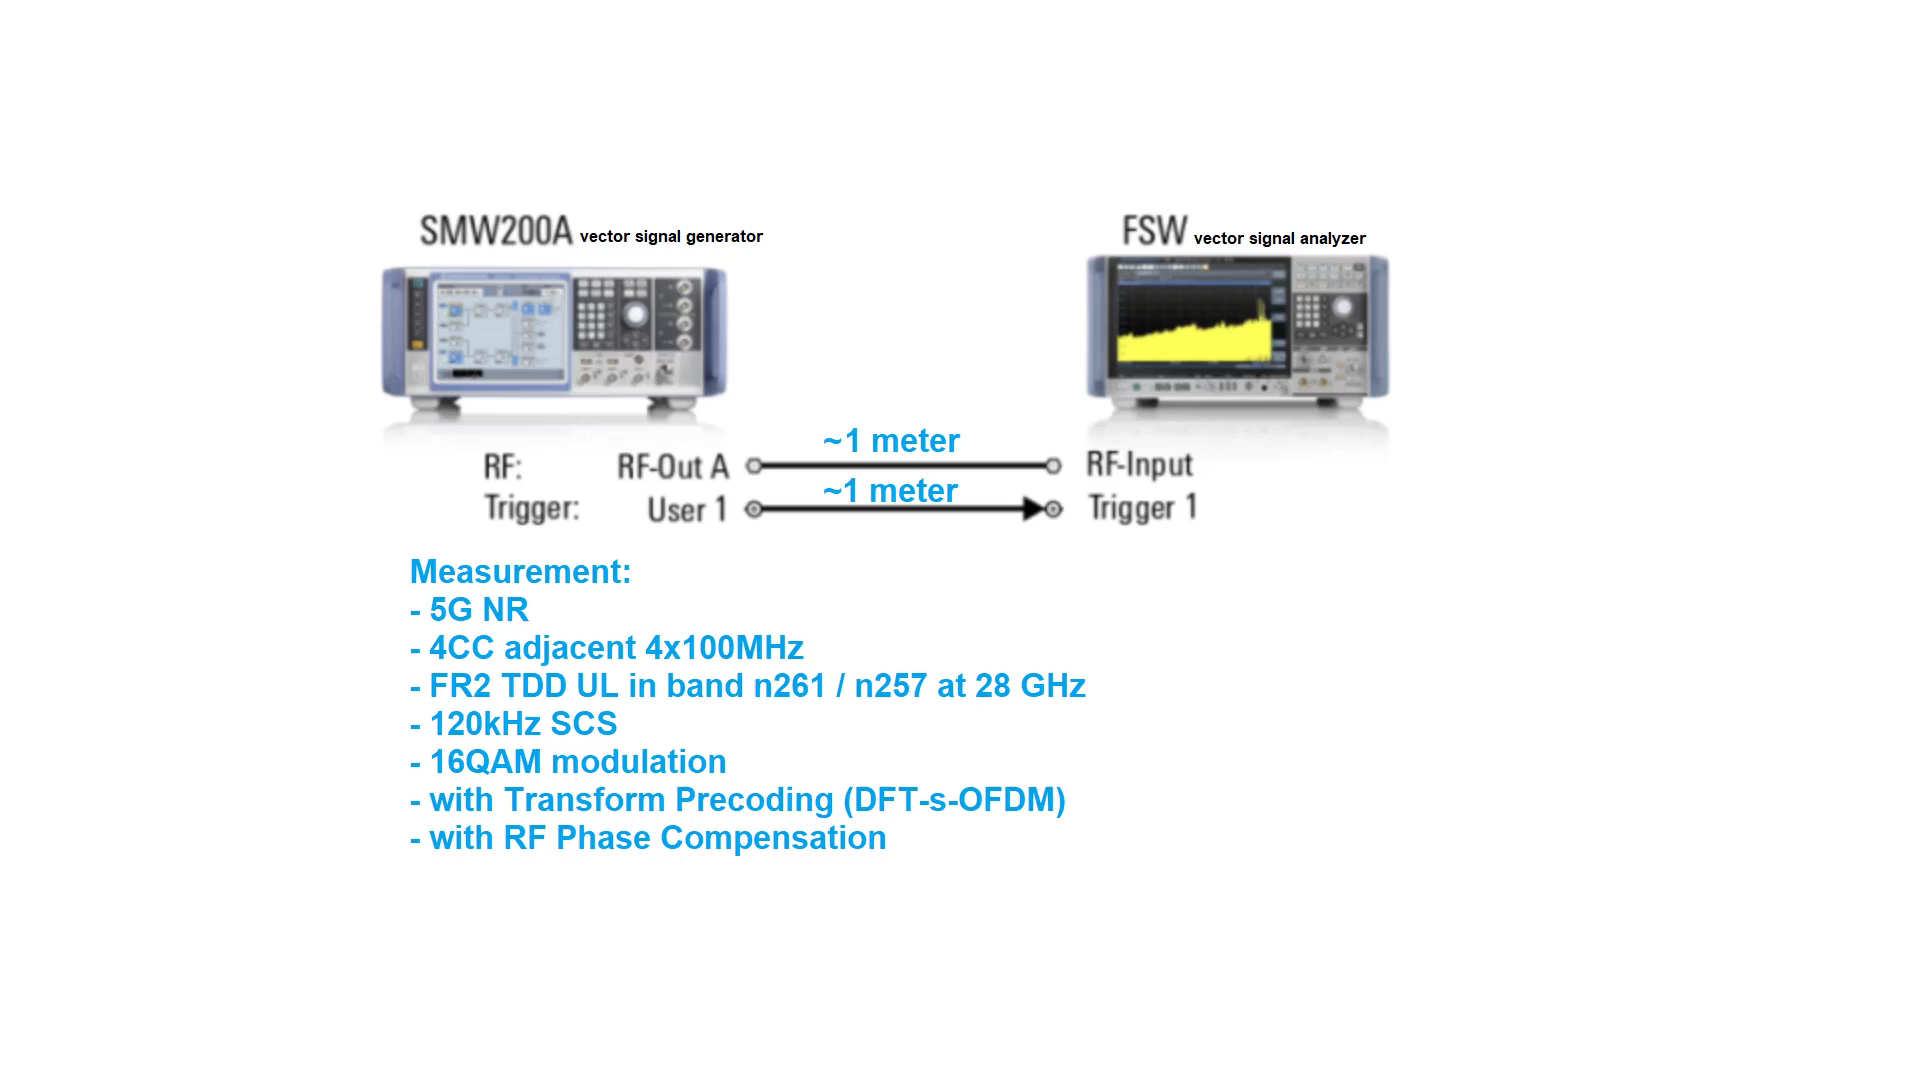 SMW200A vector signal generator
FSW vector signal analyzer
~1 meter
RF: RF-Out A RF-Input
~1 meter
Trigger: User 1 Trigger 1
Measurement:
- 5G NR
- 4CC adjacent 4x100MHz
- FR2 TDD UL in band n261 / n257 at 28 GHz
- 120kHz SCS
- 16QAM modulation
- with Transform Precoding (DFT-s-OFDM)
- with RF Phase Compensation